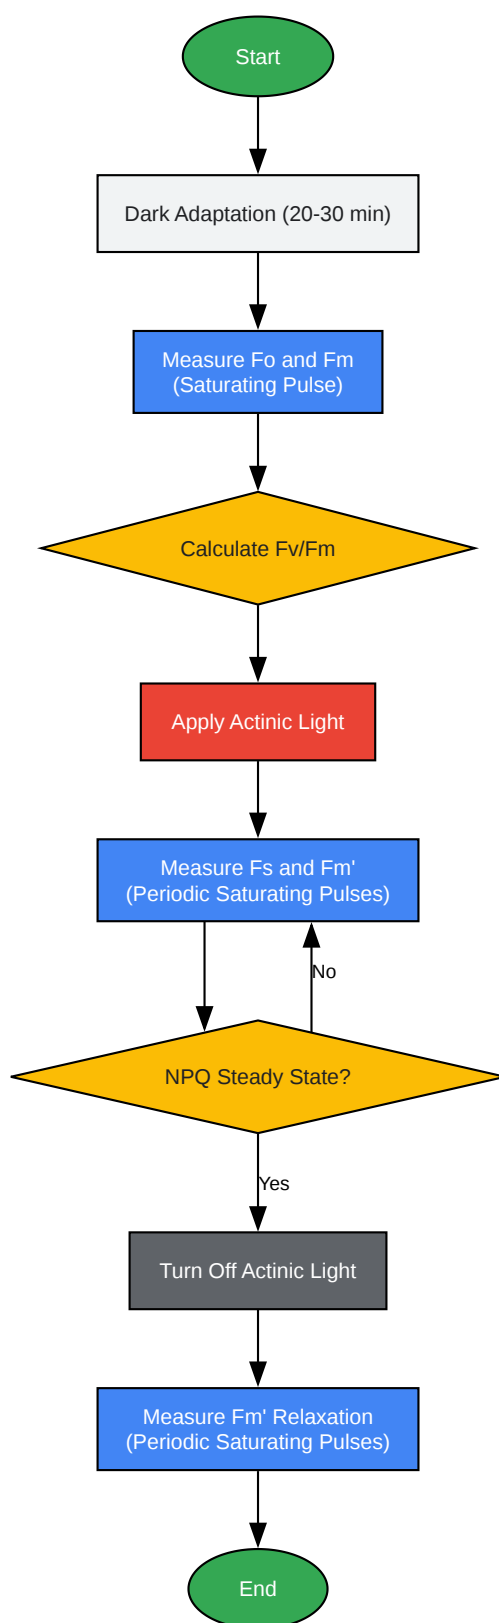 Start
Dark Adaptation (20-30 min)
Measure Fo and Fm
(Saturating Pulse)
Calculate Fv/Fm
Apply Actinic Light
Measure Fs and Fm'
(Periodic Saturating Pulses)
No
NPQ Steady State?
Yes
Turn Off Actinic Light
Measure Fm' Relaxation
(Periodic Saturating Pulses)
End